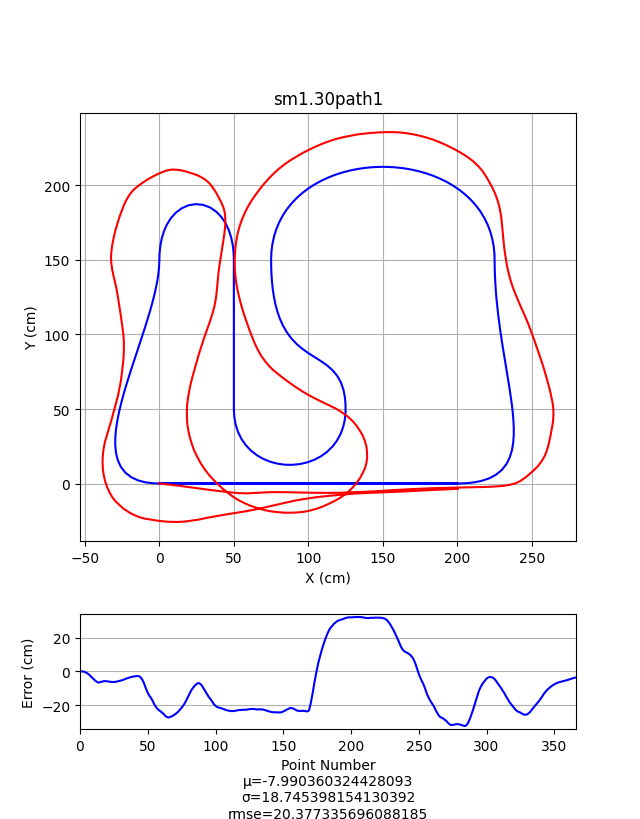 sm1.30path1
Y (cm)
200
150
100
50
0
−50 0 50 100 150 200 250
X (cm)
Error (cm)
20
0
−20
0 50 100 150 200 250 300 350
Point Number
μ=-7.990360324428093
σ=18.745398154130392
rmse=20.377335696088185